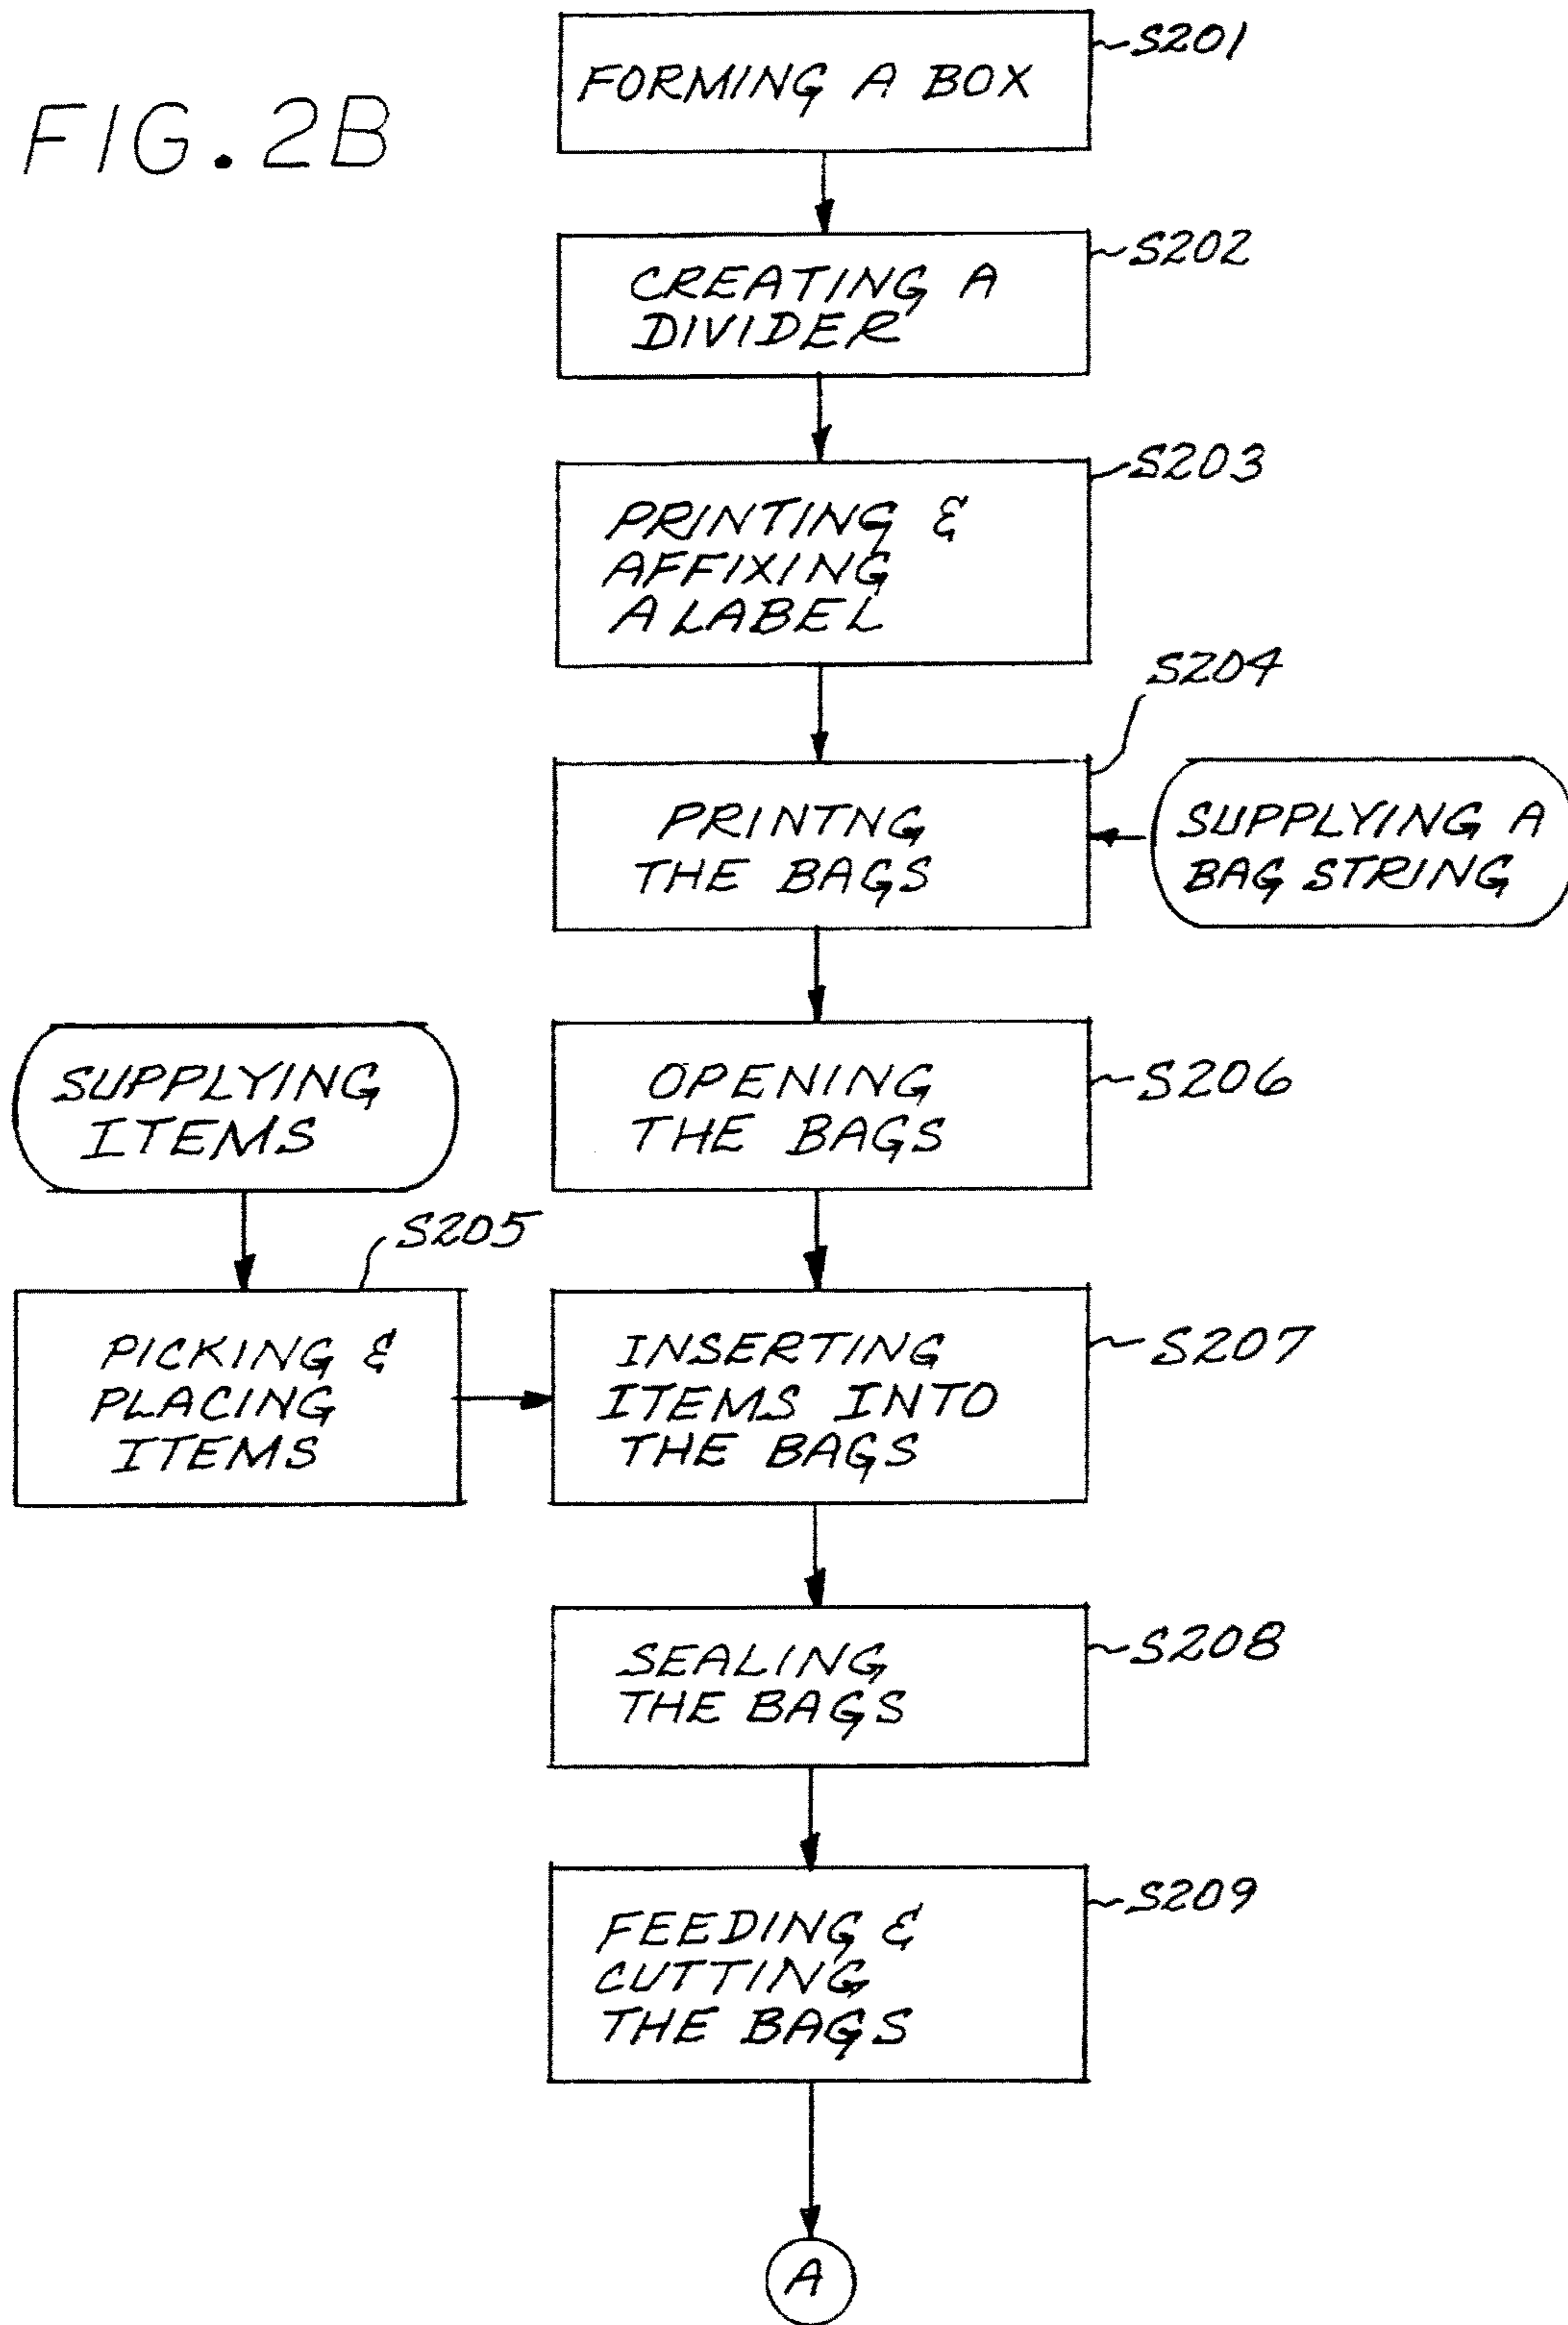 FIG. 2B
FORMING A BOX
S201
CREATING A
DIVIDER
S202
PRINTING &
AFFIXING
A LABEL
S203
S204
PRINTNG
THE BAGS
SUPPLYING A
BAG STRING
SUPPLYING
ITEMS
OPENING
THE BAGS
S206
S205
PICKING &
PLACING
ITEMS
INSERTING
ITEMS INTO
THE BAGS
S207
SEALING
THE BAGS
S208
FEEDING &
CUTTING
THE BAGS
S209
A